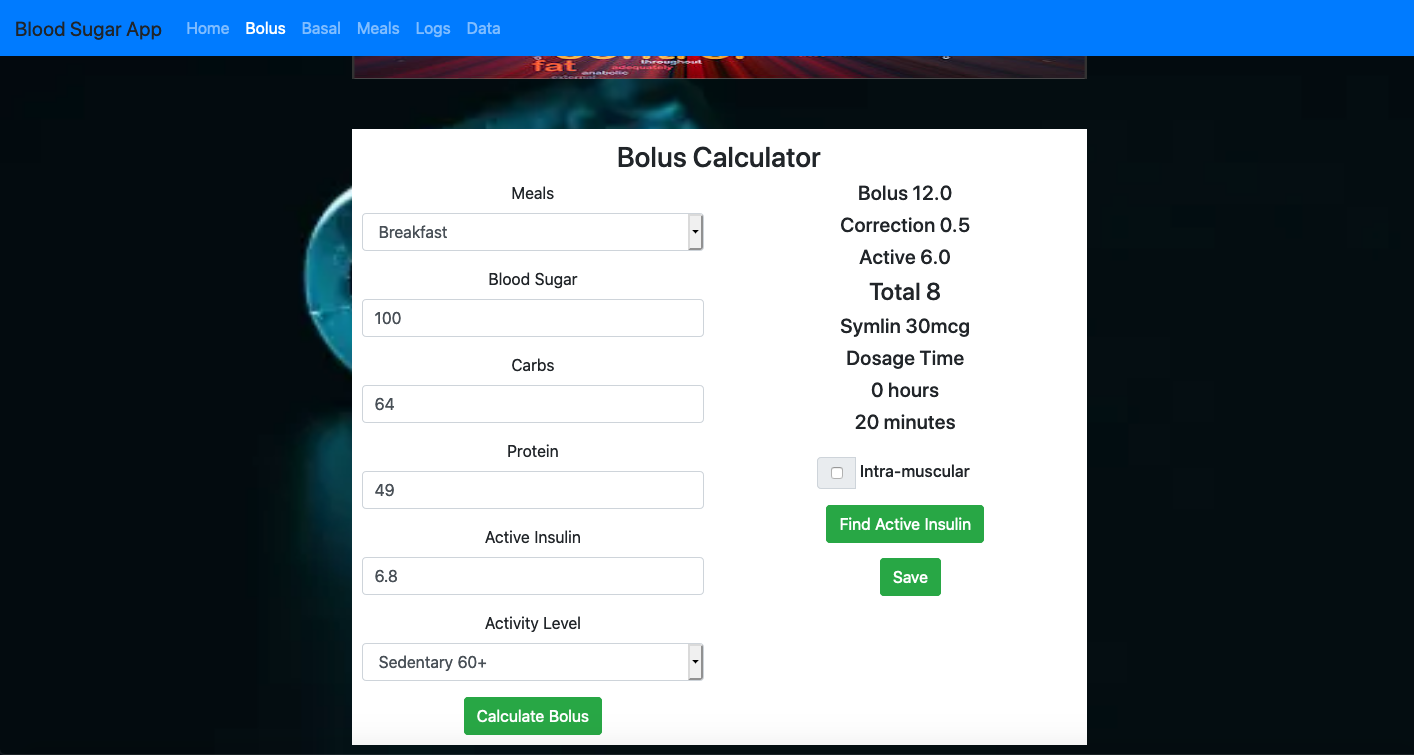 Blood Sugar App Home Bolus Basal Meals Logs Data
fat
throughout
adequately
anabolic
external
Bolus Calculator
Meals
Breakfast
Blood Sugar
100
Carbs
64
Protein
49
Active Insulin
6.8
Activity Level
Sedentary 60+
Calculate Bolus
Bolus 12.0
Correction 0.5
Active 6.0
Total 8
Symlin 30mcg
Dosage Time
0 hours
20 minutes
Intra-muscular
Find Active Insulin
Save